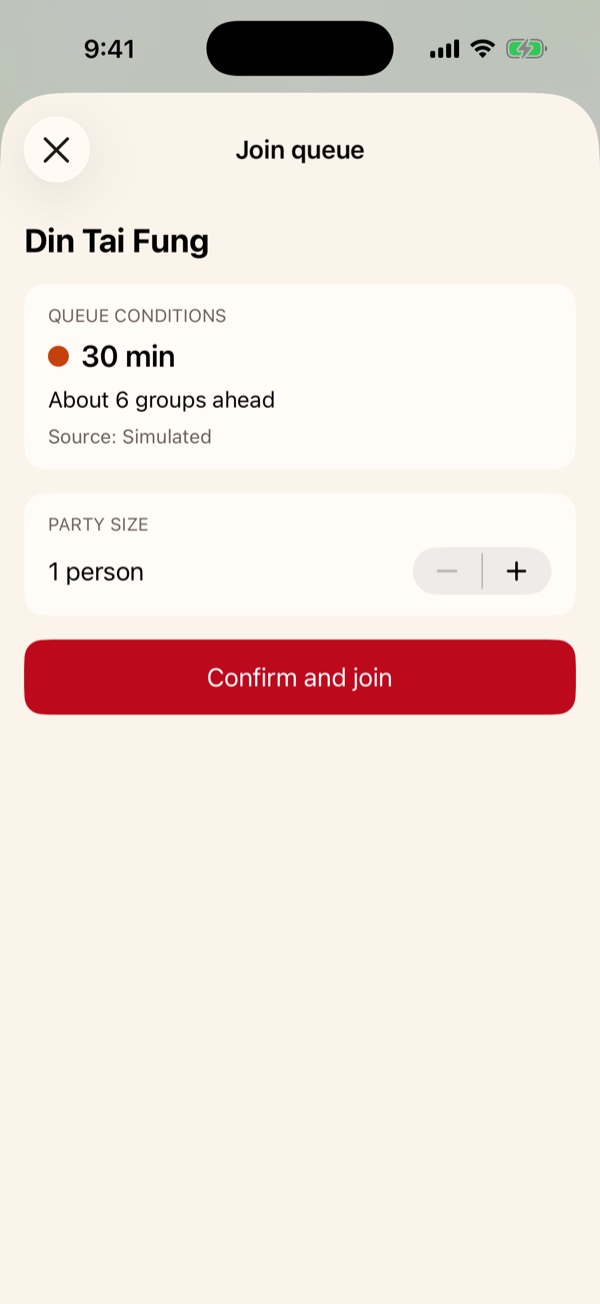 9:41
Join queue
Din Tai Fung
QUEUE CONDITIONS
30 min
About 6 groups ahead
Source: Simulated
PARTY SIZE
1 person
Confirm and join